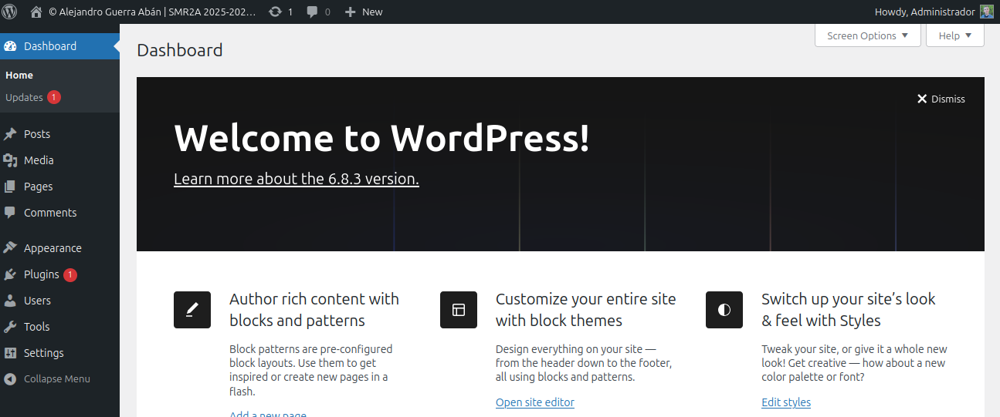 © Alejandro Guerra Abán | SMR2A 2025-202… 1 0 New Howdy, Administrador
Dashboard
Home
Updates 1
Posts
Media
Pages
Comments
Appearance
Plugins 1
Users
Tools
Settings
Collapse Menu
Screen Options Help
Dashboard
Dismiss
Welcome to WordPress!
Learn more about the 6.8.3 version.
Author rich content with
blocks and patterns
Block patterns are pre-configured
block layouts. Use them to get
inspired or create new pages in a
flash.
Add a new page
Customize your entire site
with block themes
Design everything on your site —
from the header down to the footer,
all using blocks and patterns.
Open site editor
Switch up your site’s look
& feel with Styles
Tweak your site, or give it a whole new
look! Get creative — how about a new
color palette or font?
Edit styles